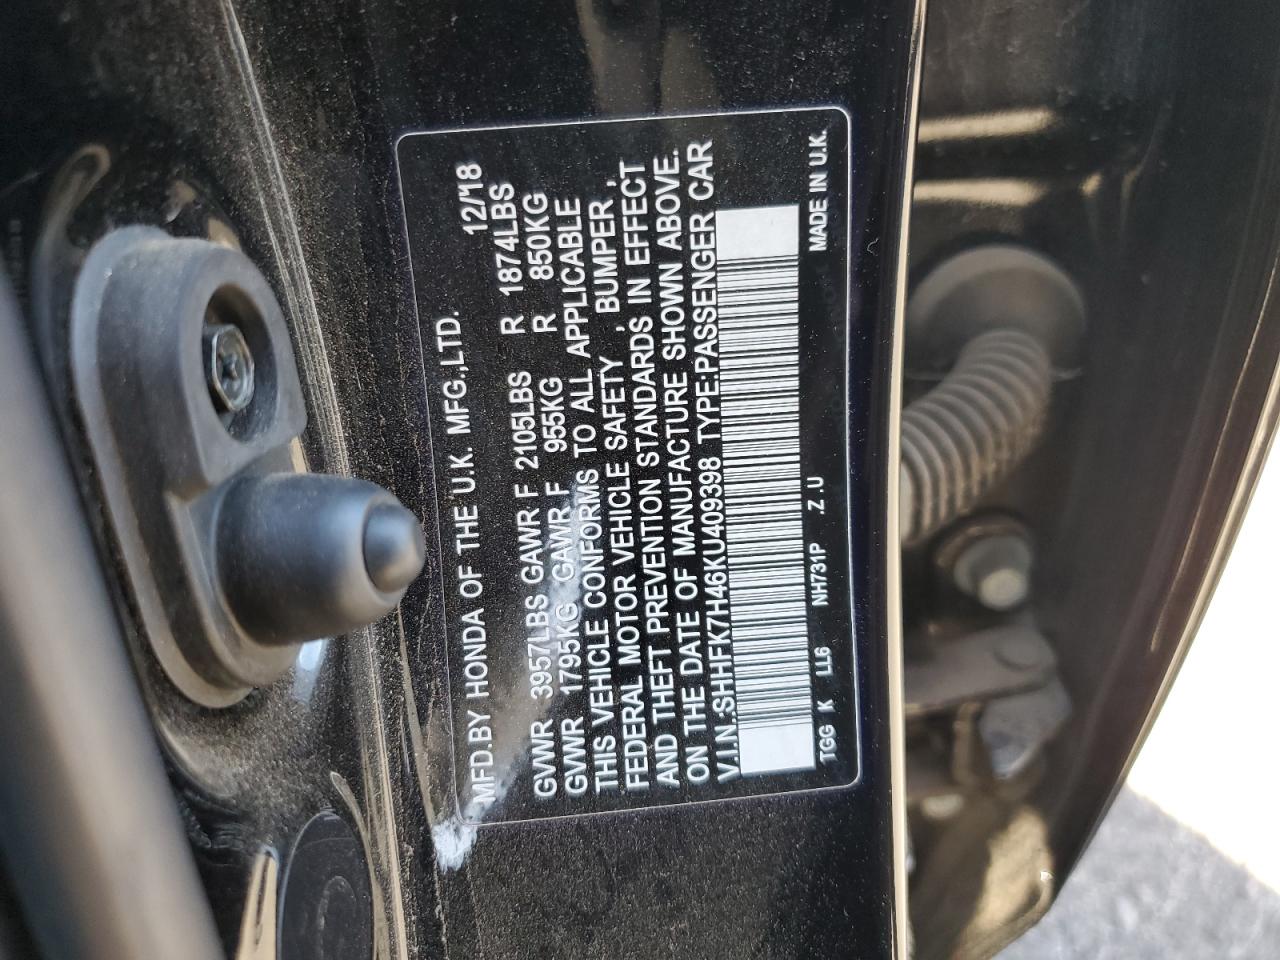 MFD.BY HONDA OF THE U.K. MFG.,LTD. 12/18
GVWR 3957LBS GAWR F 2105LBS R 1874LBS
GVWR 1795KG GAWR F 955KG R 850KG
THIS VEHICLE CONFORMS TO ALL APPLICABLE
FEDERAL MOTOR VEHICLE SAFETY , BUMPER ,
AND THEFT PREVENTION STANDARDS IN EFFECT
ON THE DATE OF MANUFACTURE SHOWN ABOVE.
V.I.N.:SHHFK7H46KU409398 TYPE:PASSENGER CAR
TGG K LL6 NH731P Z.U MADE IN U.K.